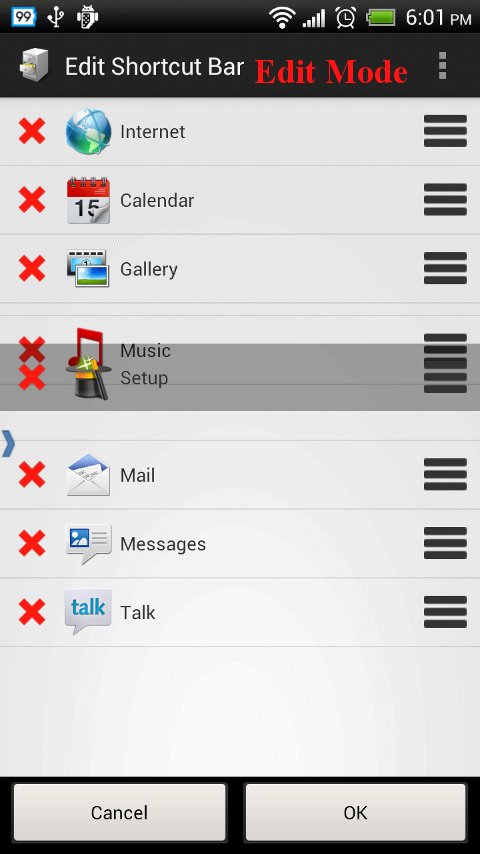 99 6:01 PM
Edit Shortcut Bar Edit Mode
Internet
15 Calendar
Gallery
Music
Setup
Mail
Messages
talk Talk
Cancel OK